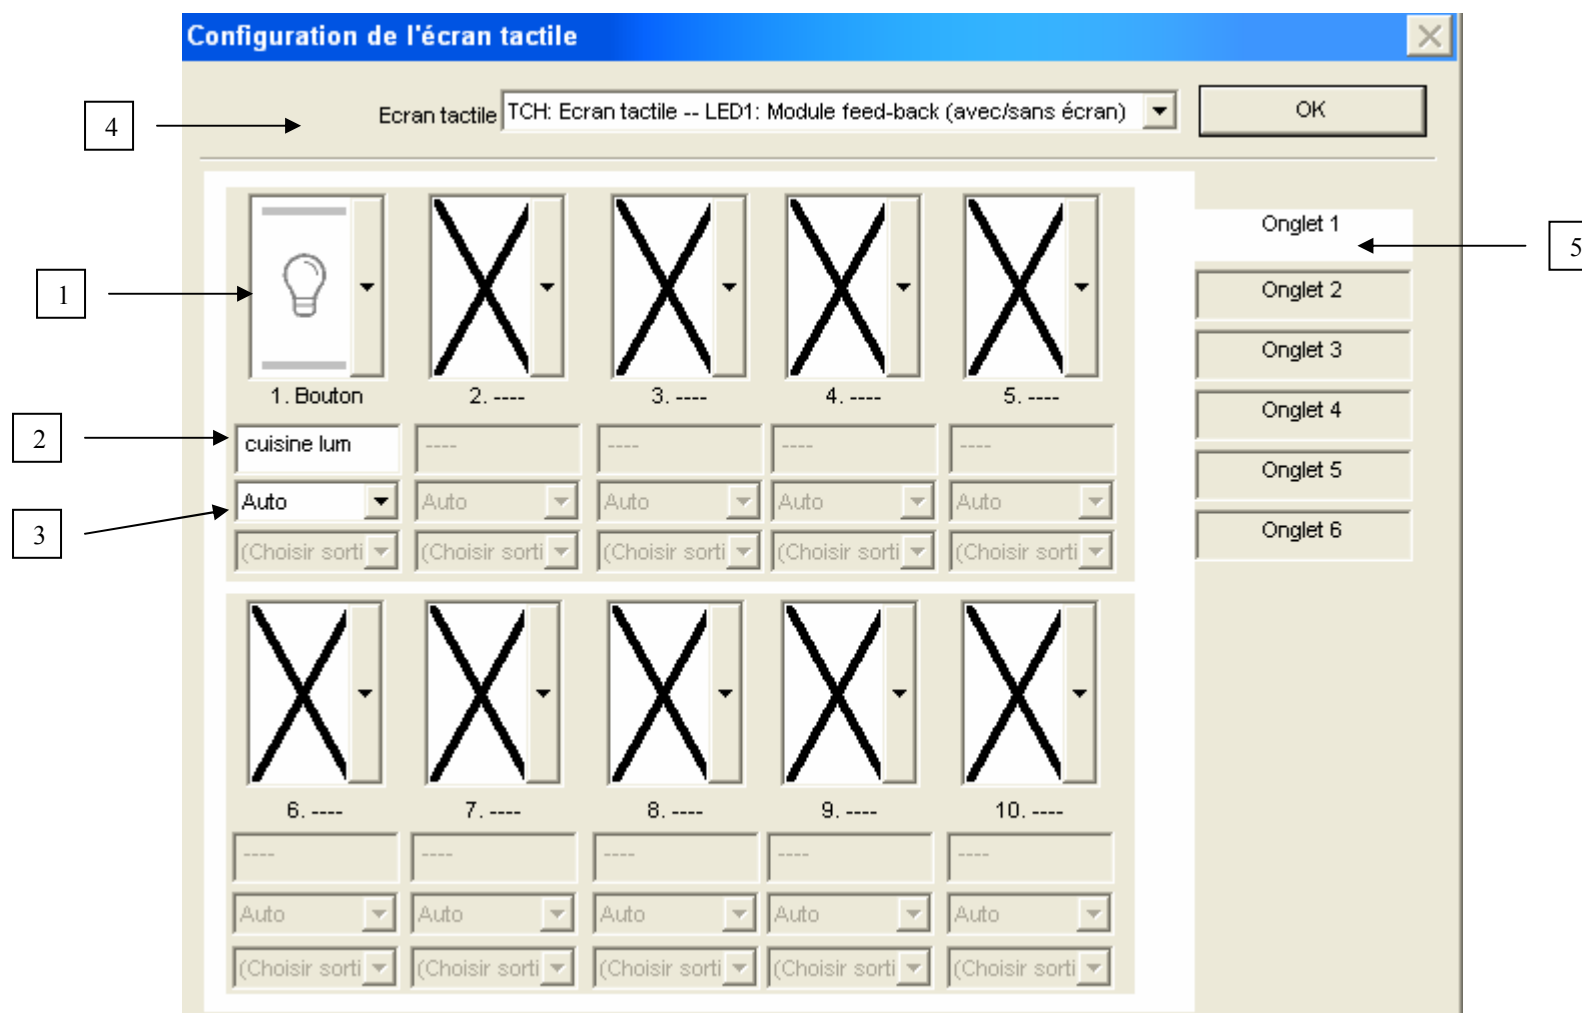 Configuration de l'écran tactile
4
Ecran tactile TCH: Ecran tactile -- LED1: Module feed-back (avec/sans écran) OK
Onglet 1
5
Onglet 2
Onglet 3
Onglet 4
Onglet 5
Onglet 6
1
1. Bouton 2. ---- 3. ---- 4. ---- 5. ----
2
cuisine lum ---- ---- ---- ----
3
Auto Auto Auto Auto Auto
(Choisir sorti (Choisir sorti (Choisir sorti (Choisir sorti (Choisir sorti
6. ---- 7. ---- 8. ---- 9. ---- 10. ----
---- ---- ---- ---- ----
Auto Auto Auto Auto Auto
(Choisir sorti (Choisir sorti (Choisir sorti (Choisir sorti (Choisir sorti